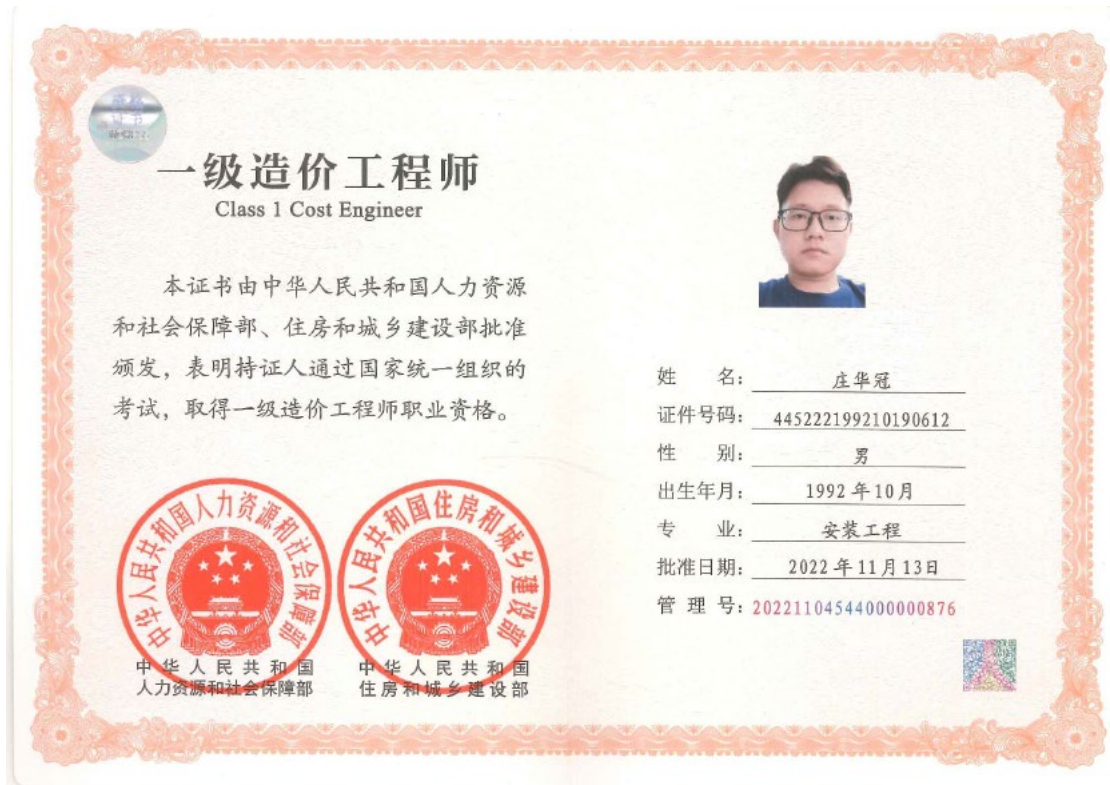 一级造价工程师
Class 1 Cost Engineer
本证书由中华人民共和国人力资源
和社会保障部、住房和城乡建设部批准
颁发，表明持证人通过国家统一组织的
考试，取得一级造价工程师职业资格。
中华人民共和国人力资源和社会保障部
中华人民共和国住房和城乡建设部
中华人民共和国
人力资源和社会保障部
中华人民共和国
住房和城乡建设部
姓 名：庄华冠
证件号码：445222199210190612
性 别：男
出生年月：1992年10月
专 业：安装工程
批准日期：2022年11月13日
管 理 号：20221104544000000876